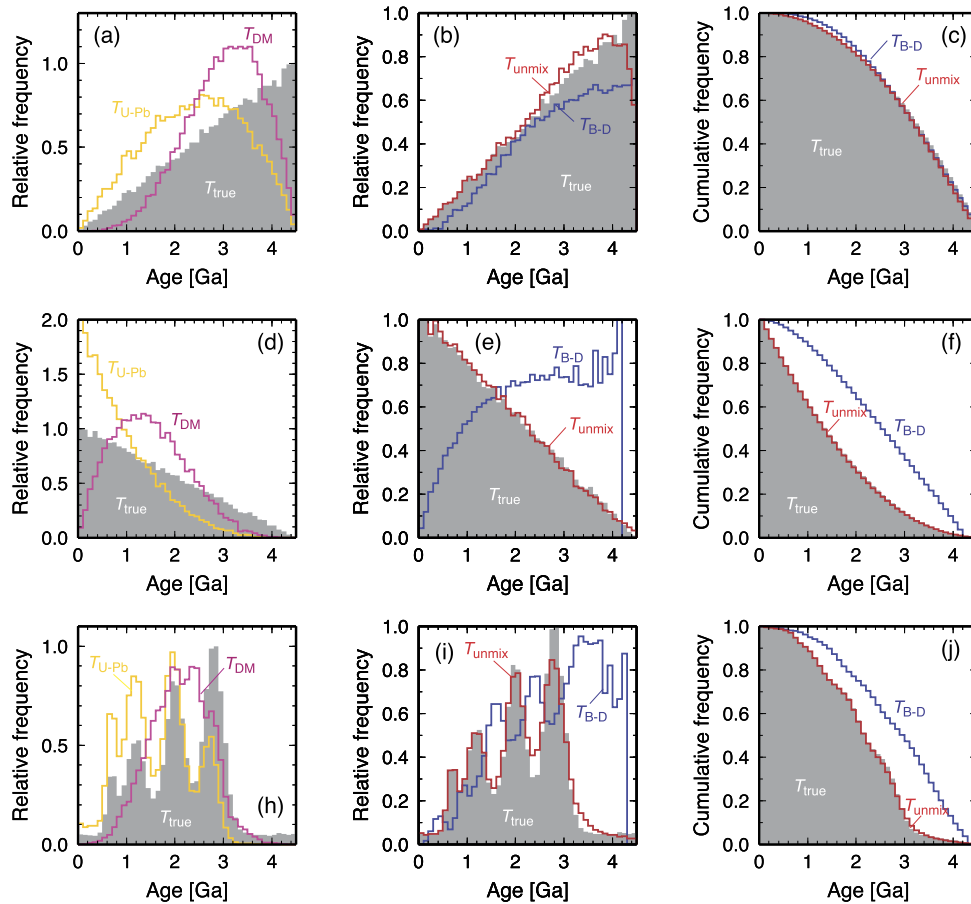 (a)
T_DM
T_U-Pb
T_true
Relative frequency
0.0
0.5
1.0
0 1 2 3 4
Age [Ga]
(b)
T_unmix
T_B-D
T_true
Relative frequency
0.0
0.2
0.4
0.6
0.8
1.0
0 1 2 3 4
Age [Ga]
(c)
T_B-D
T_unmix
T_true
Cumulative frequency
0.0
0.2
0.4
0.6
0.8
1.0
0 1 2 3 4
Age [Ga]
(d)
T_U-Pb
T_DM
T_true
Relative frequency
0.0
0.5
1.0
1.5
2.0
0 1 2 3 4
Age [Ga]
(e)
T_B-D
T_unmix
T_true
Relative frequency
0.0
0.2
0.4
0.6
0.8
1.0
0 1 2 3 4
Age [Ga]
(f)
T_unmix
T_B-D
T_true
Cumulative frequency
0.0
0.2
0.4
0.6
0.8
1.0
0 1 2 3 4
Age [Ga]
T_U-Pb
T_DM
T_true
(h)
Relative frequency
0.0
0.5
1.0
0 1 2 3 4
Age [Ga]
(i)
T_unmix
T_B-D
T_true
Relative frequency
0.0
0.2
0.4
0.6
0.8
1.0
0 1 2 3 4
Age [Ga]
(j)
T_B-D
T_true
T_unmix
Cumulative frequency
0.0
0.2
0.4
0.6
0.8
1.0
0 1 2 3 4
Age [Ga]